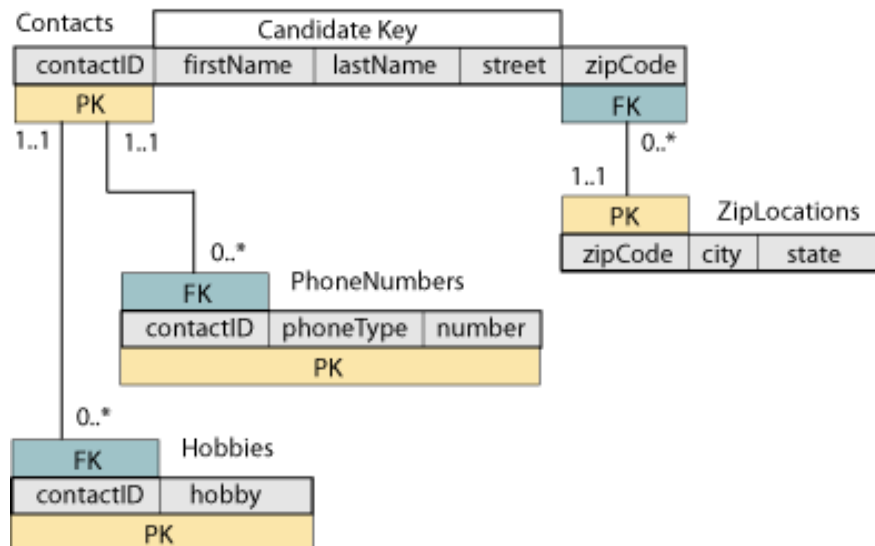 Contacts
Candidate Key
contactID firstName lastName street zipCode
PK FK
1..1 1..1 0..*
1..1
PK ZipLocations
zipCode city state
0..*
FK PhoneNumbers
contactID phoneType number
PK
0..*
FK Hobbies
contactID hobby
PK